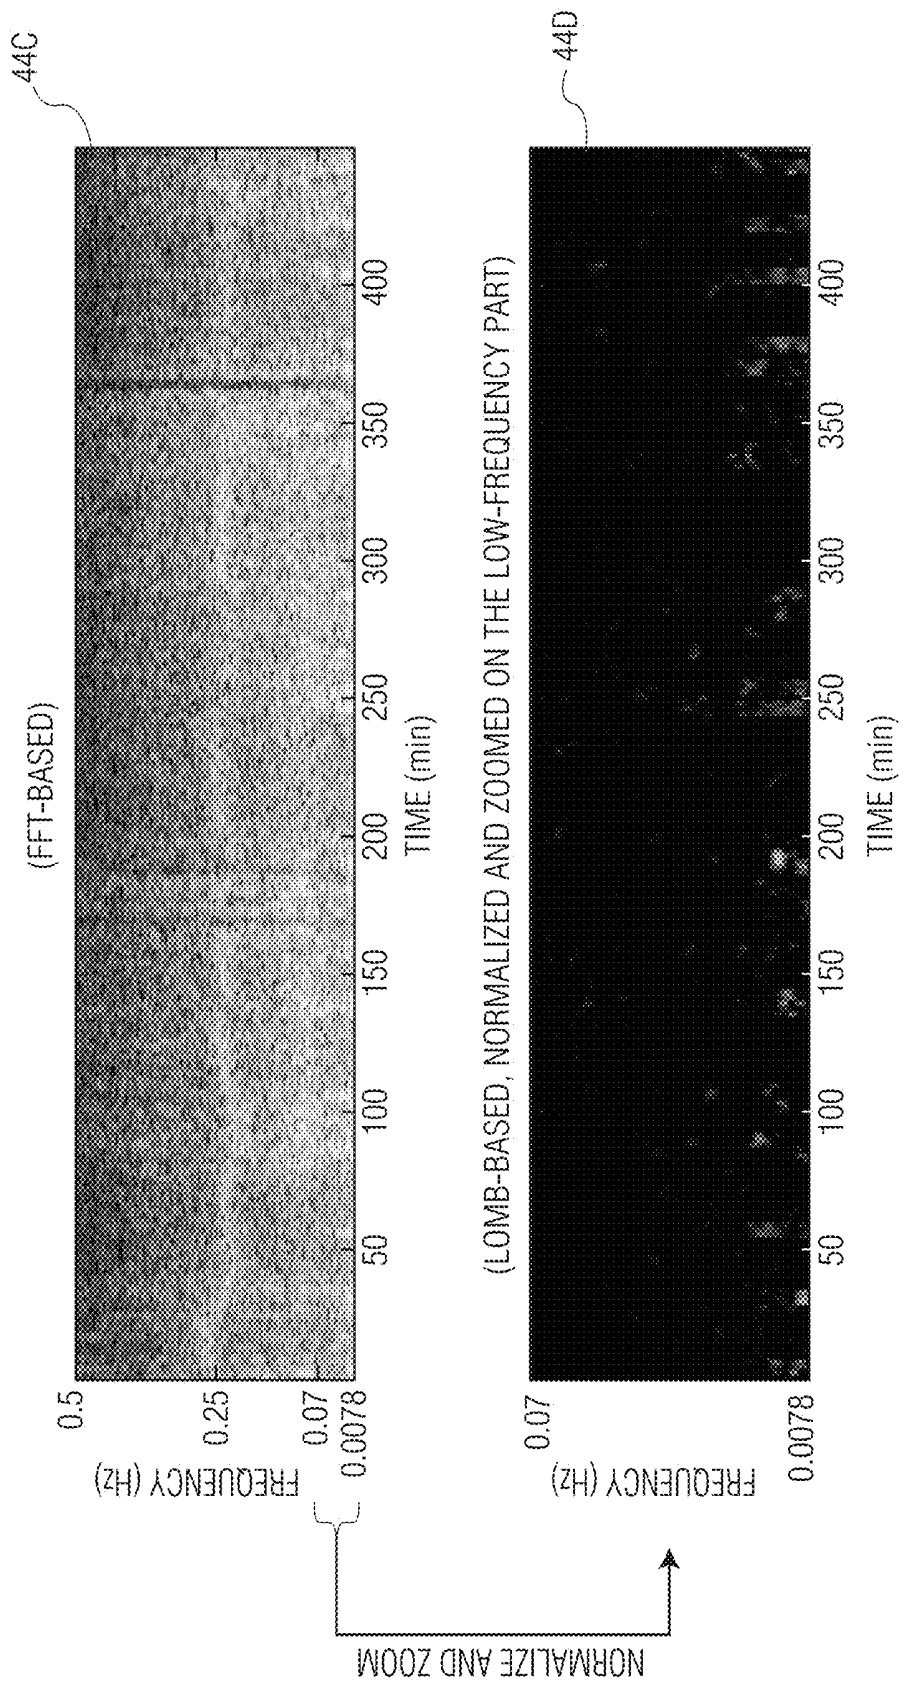 (FFT-BASED)
44C
0.5
0.25
0.07
0.0078
FREQUENCY (Hz)
50
100
150
200
250
300
350
400
TIME (min)
(LOMB-BASED, NORMALIZED AND ZOOMED ON THE LOW-FREQUENCY PART)
44D
0.07
0.0078
FREQUENCY (Hz)
50
100
150
200
250
300
350
400
TIME (min)
NORMALIZE AND ZOOM